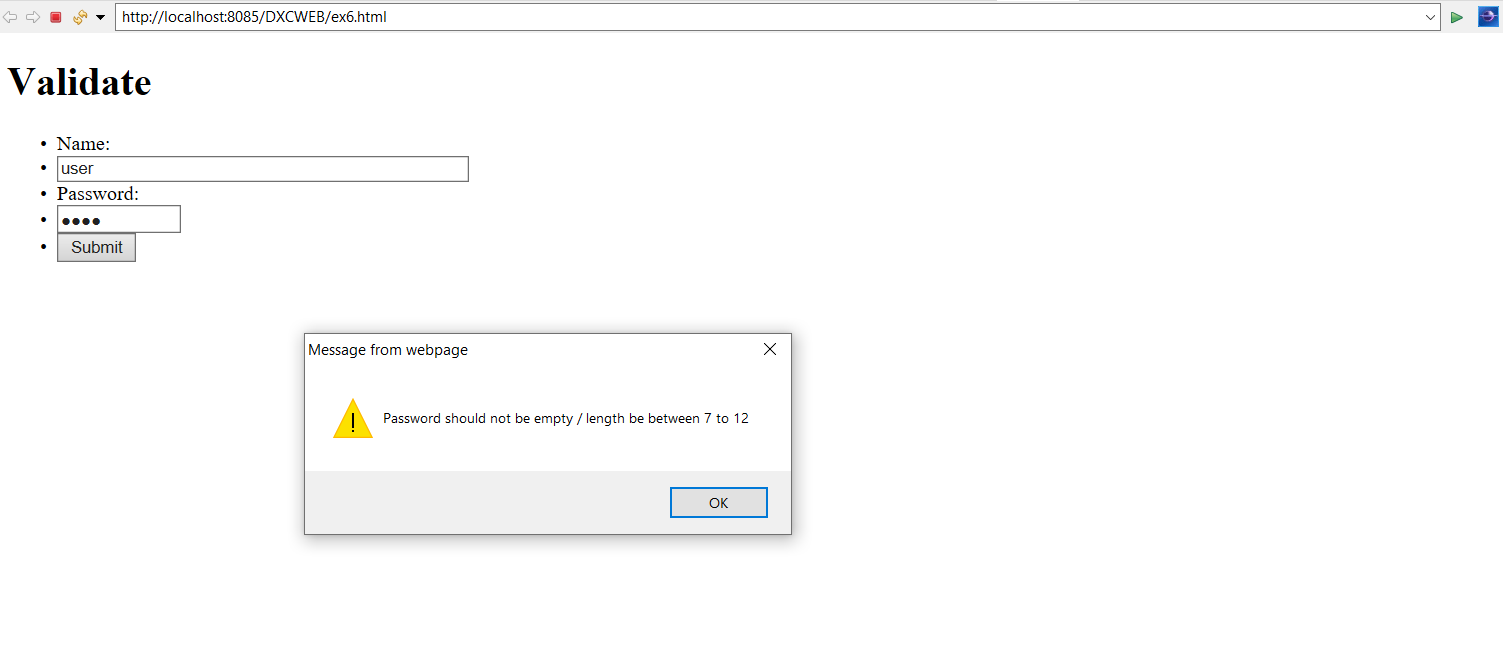 http://localhost:8085/DXCWEB/ex6.html
Validate
• Name:
• user
• Password:
• ●●●●
• Submit
Message from webpage
Password should not be empty / length be between 7 to 12
OK